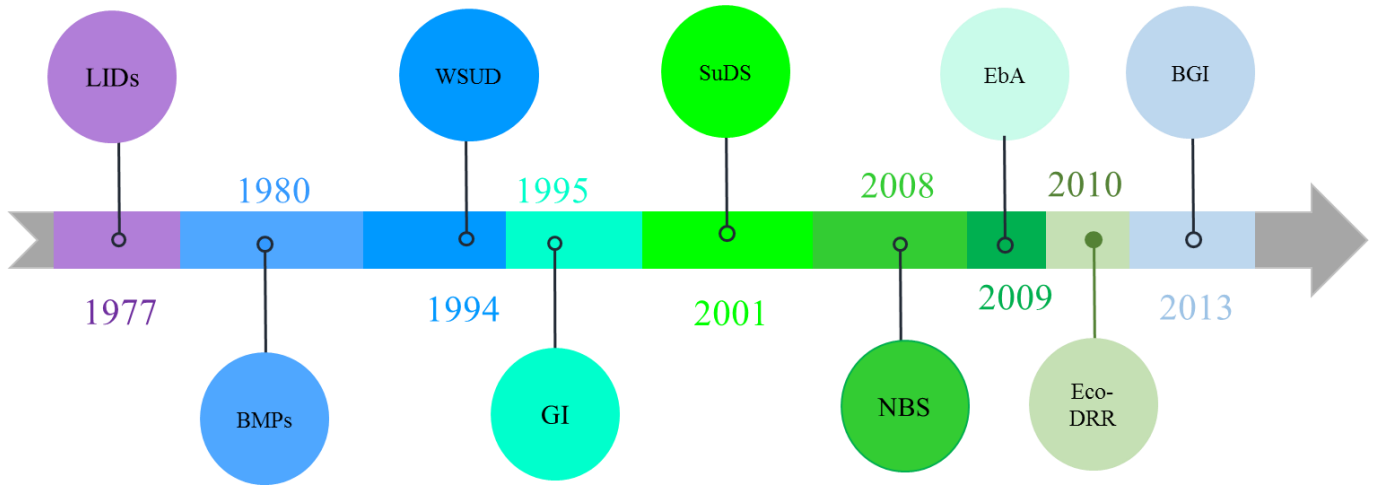 LIDs
WSUD
SuDS
EbA
BGI
1980
1995
2008
2010
1977
1994
2001
2009
2013
BMPs
GI
NBS
Eco-
DRR